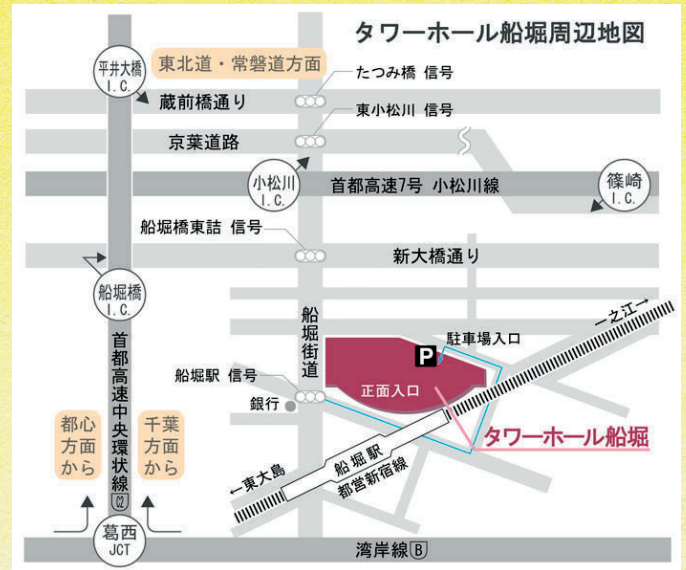 タワーホール船堀周辺地図
平井大橋
I.C.
東北道・常磐道方面
たつみ橋 信号
蔵前橋通り
東小松川 信号
京葉道路
小松川
I.C.
首都高速7号 小松川線
篠崎
I.C.
船堀橋東詰 信号
新大橋通り
船堀橋
I.C.
船堀街道
一之江→
駐車場入口
P
首都高速中央環状線
C2
船堀駅 信号
正面入口
銀行
都心
方面
から
千葉
方面
から
タワーホール船堀
船堀駅
←東大島
都営新宿線
葛西
JCT
湾岸線B